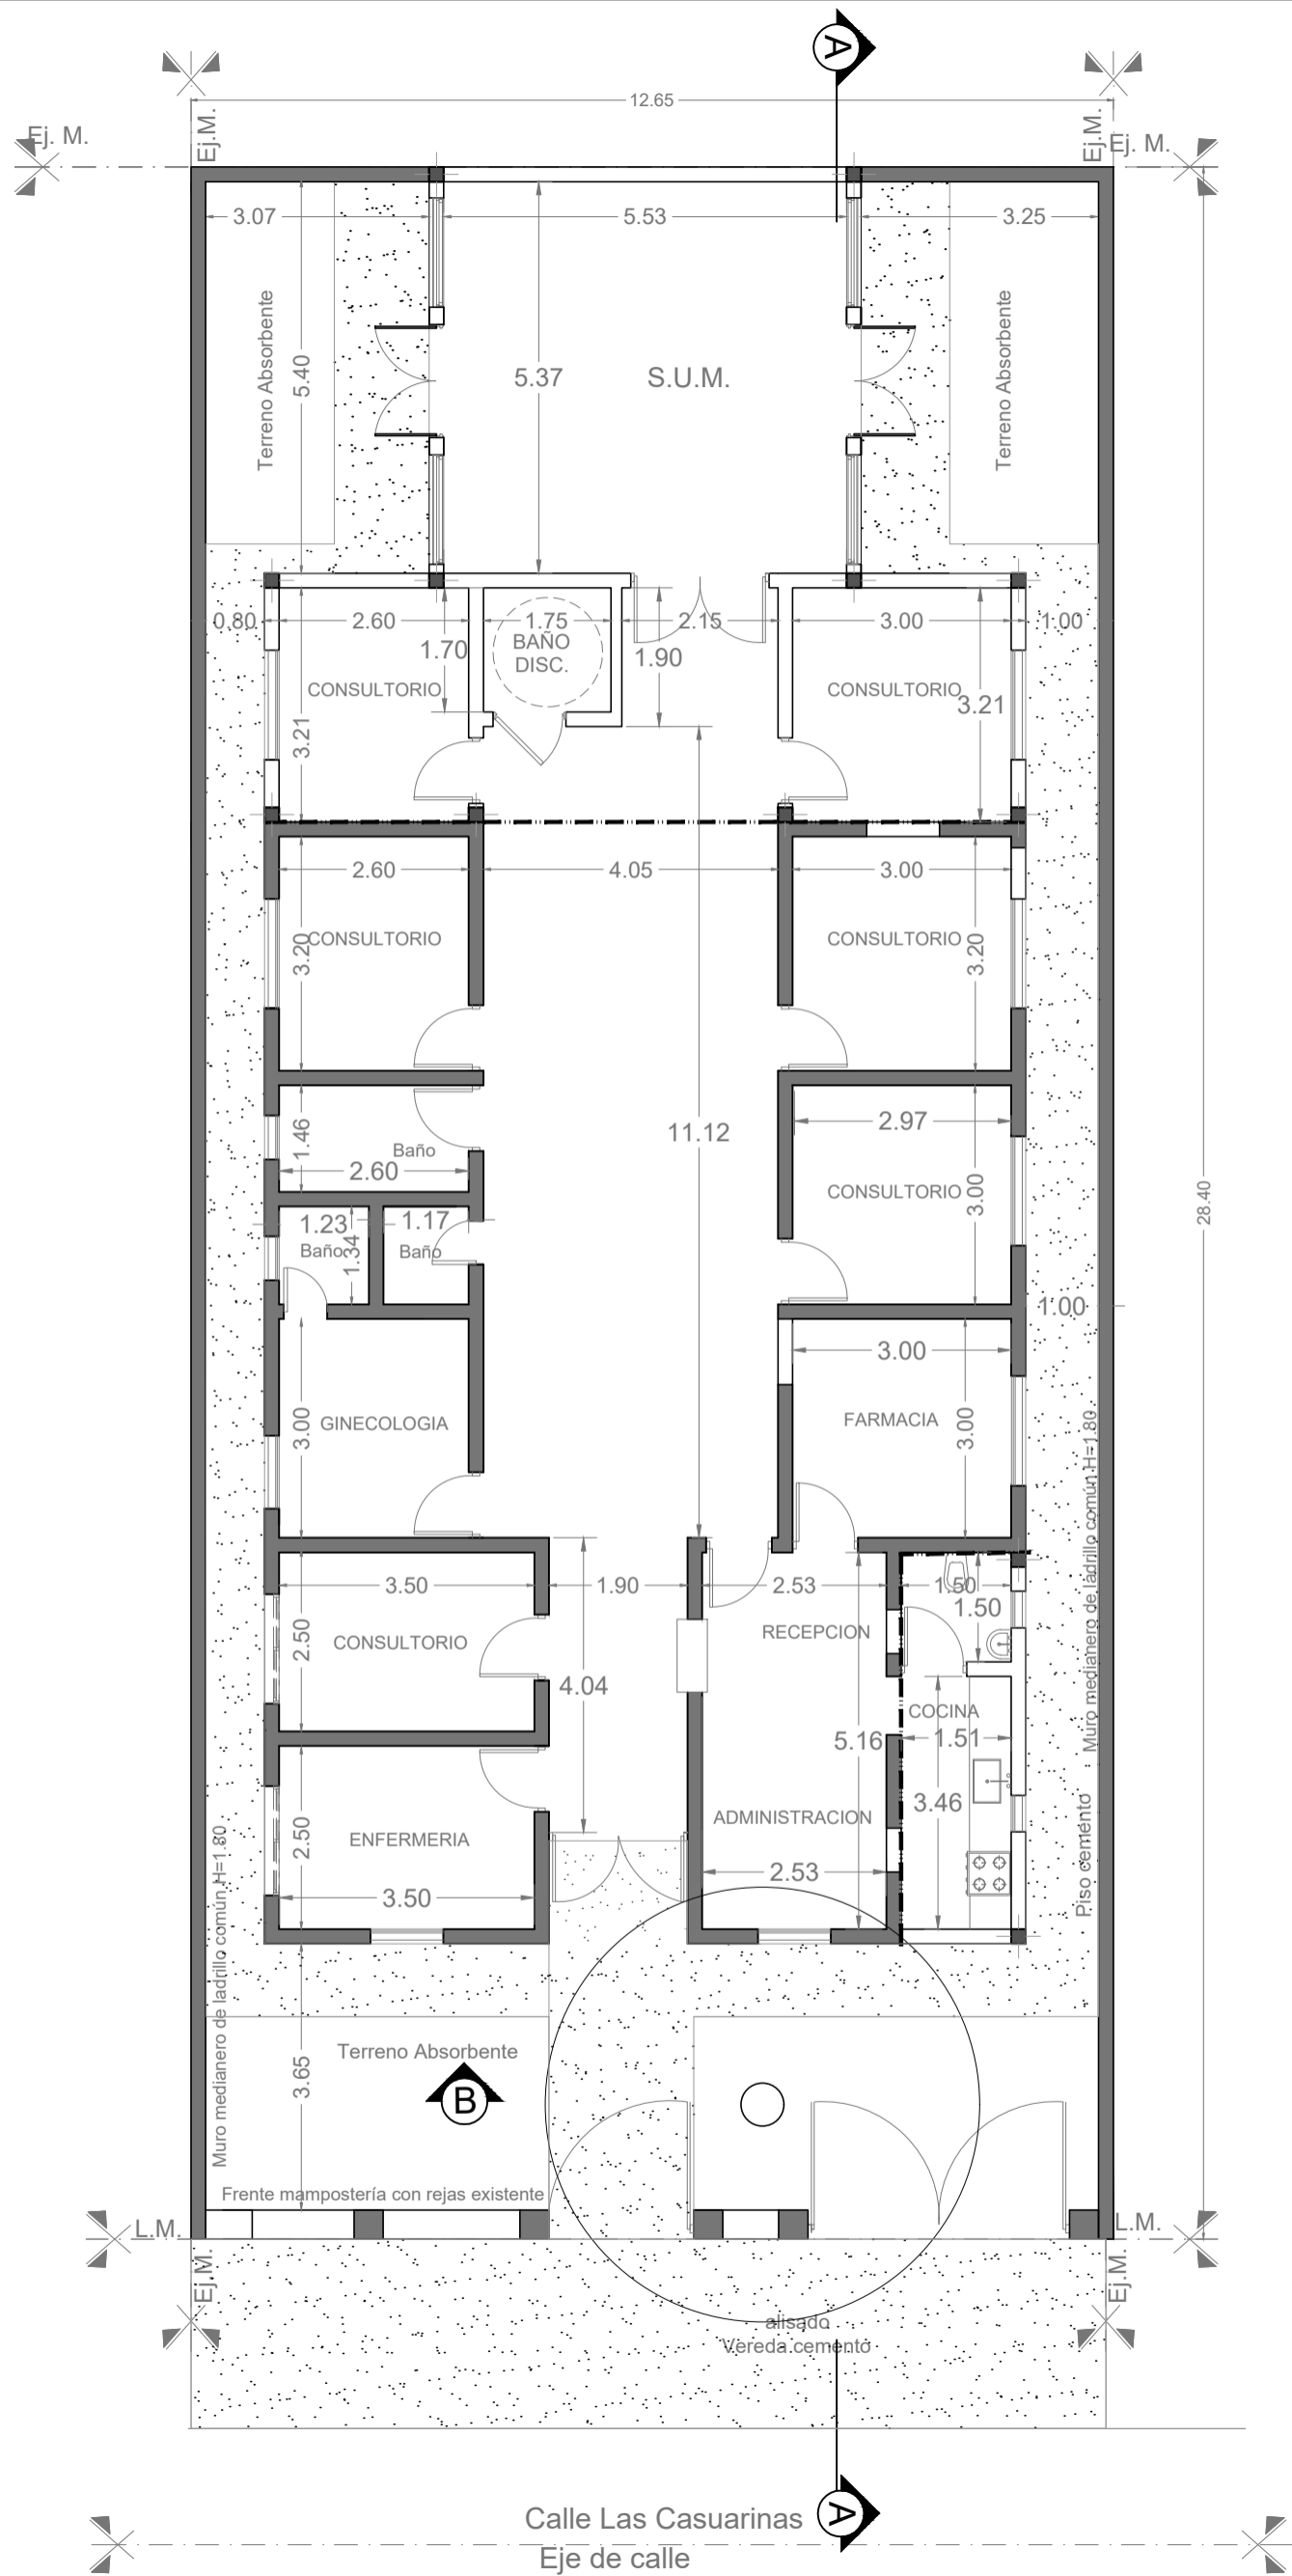 A
12.65
Ej. M.
Ej.M.
Ej.M.
Ej. M.
3.07
5.53
3.25
Terreno Absorbente
5.40
5.37
S.U.M.
Terreno Absorbente
0.80
2.60
1.75
2.15
3.00
1.00
BAÑO
DISC.
1.70
1.90
CONSULTORIO
CONSULTORIO
3.21
3.21
2.60
4.05
3.00
CONSULTORIO
3.20
CONSULTORIO
3.20
1.46
Baño
2.60
11.12
2.97
CONSULTORIO
3.00
28.40
1.23
1.17
Baño
1.34
Baño
1.00
3.00
GINECOLOGIA
3.00
FARMACIA
3.00
Muro medianero de ladrillo común H=1.80
3.50
1.90
2.53
1.50
1.50
CONSULTORIO
2.50
RECEPCION
4.04
COCINA
5.16
1.51
3.46
ADMINISTRACION
ENFERMERIA
2.50
2.53
3.50
Piso cemento
Muro medianero de ladrillo común H=1.80
Terreno Absorbente
3.65
B
Frente mampostería con rejas existente
L.M.
L.M.
Ej.M.
Ej.M.
alisado
Vereda cemento
A
Calle Las Casuarinas
Eje de calle